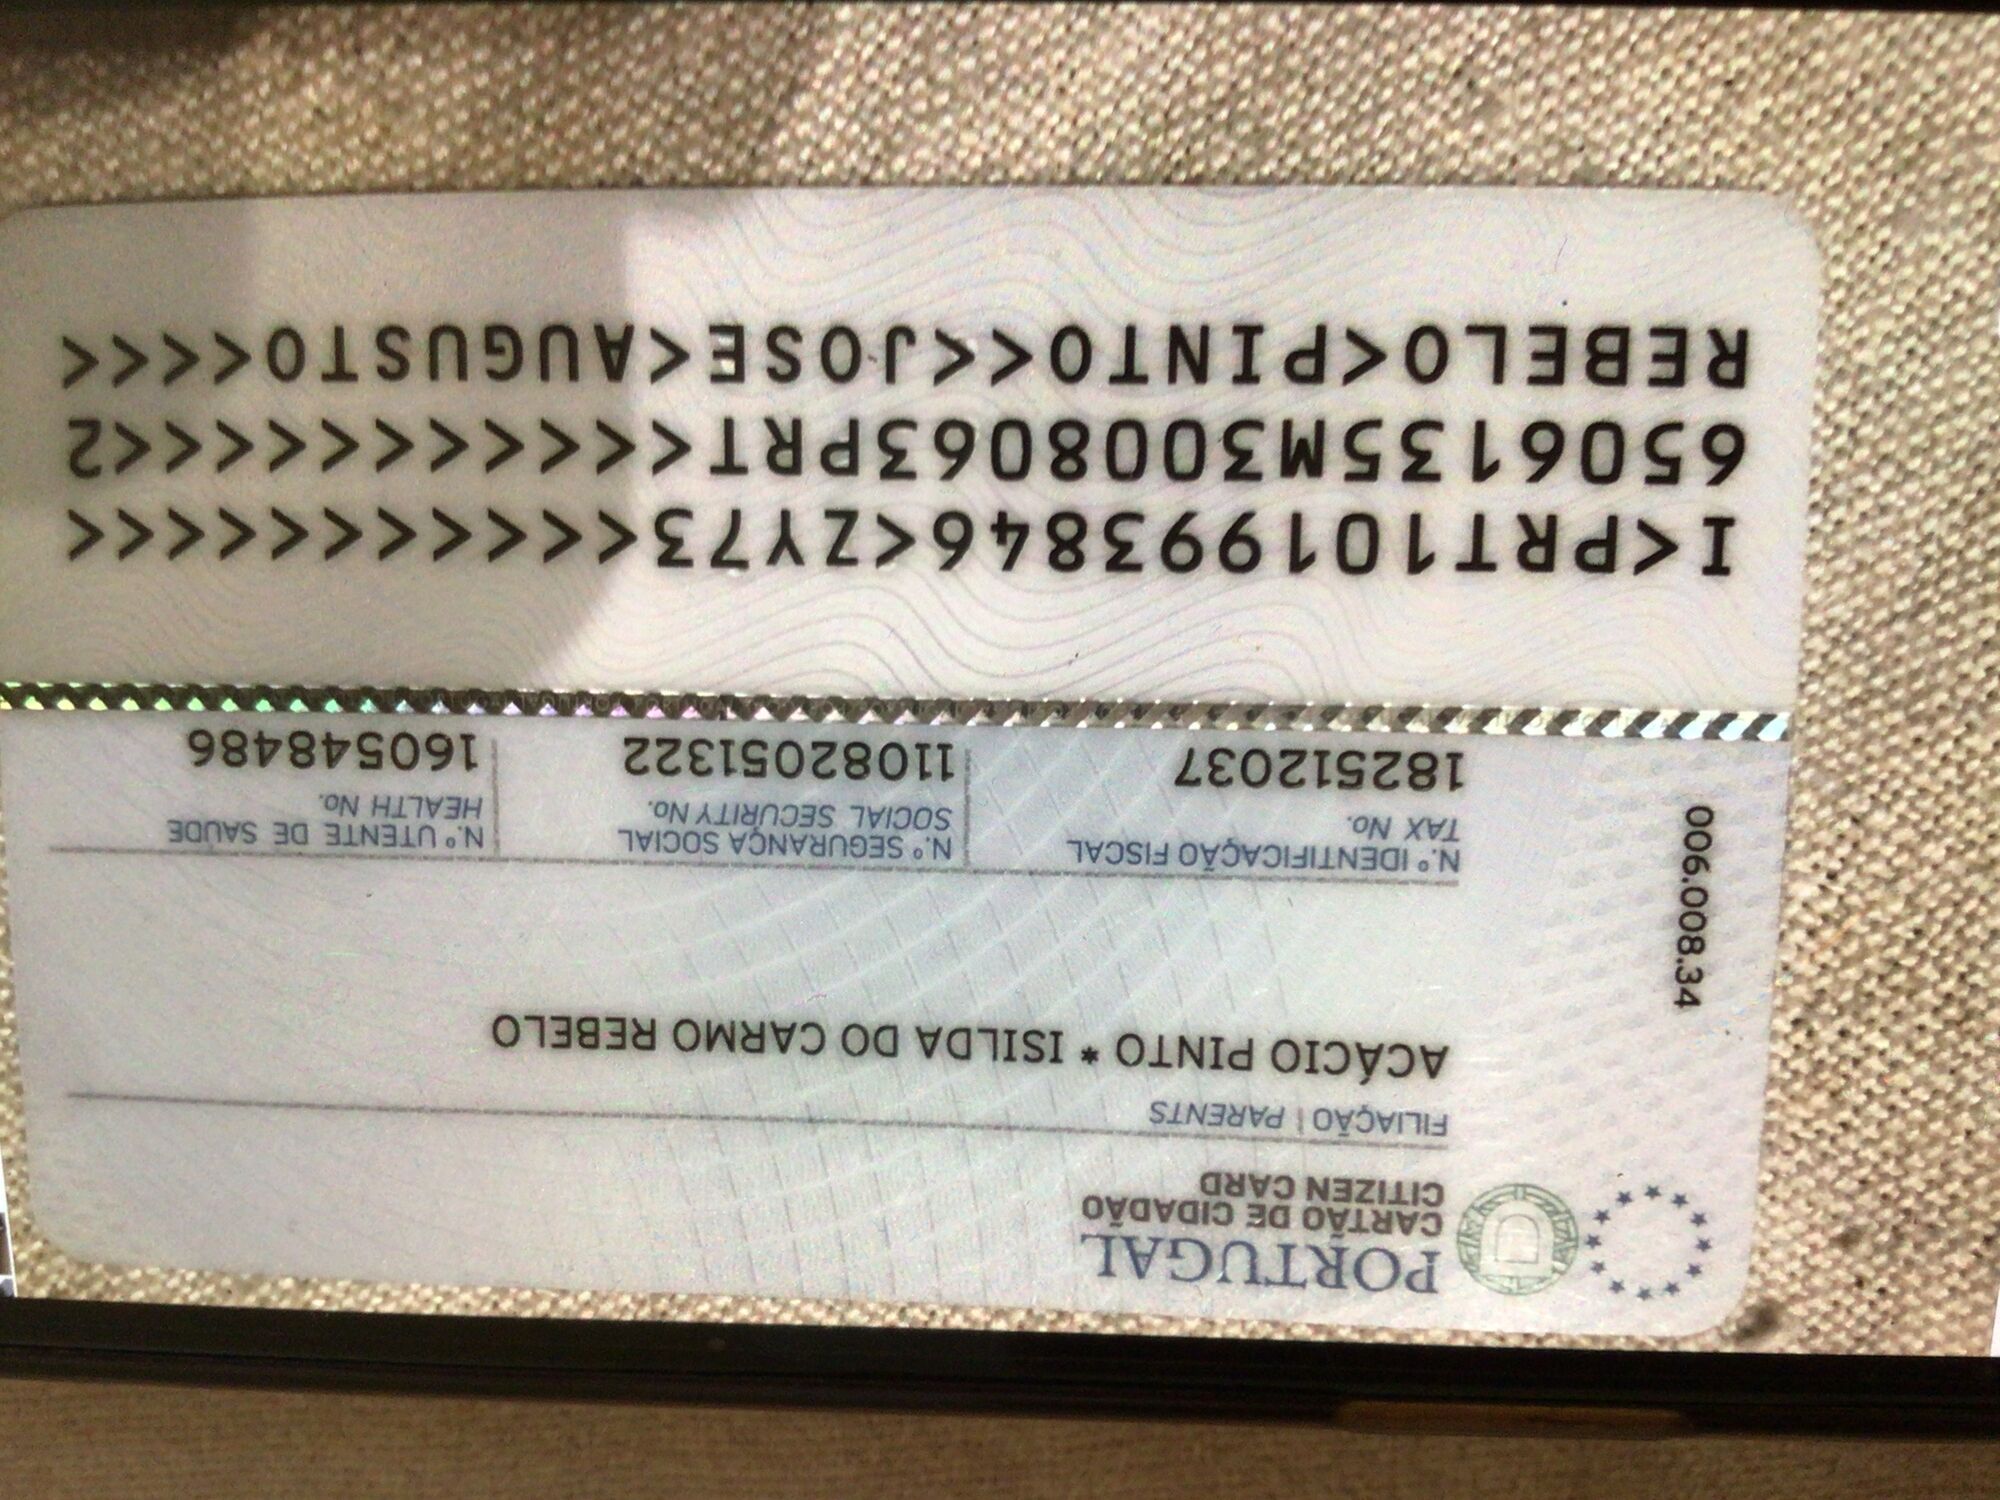 PORTUGAL
CARTÃO DE CIDADÃO
CITIZEN CARD
FILIAÇÃO | PARENTS
ACÁCIO PINTO * ISILDA DO CARMO REBELO
006.008.34
N.º IDENTIFICAÇÃO FISCAL
TAX No.
182512037
N.º SEGURANÇA SOCIAL
SOCIAL SECURITY No.
11082051322
N.º UTENTE DE SAÚDE
HEALTH No.
160548486
I<PRT101993846<ZY73<<<<<<<<<<<
6506135M3008063PRT<<<<<<<<<<<2
REBELO<PINTO<<JOSE<AUGUSTO<<<<